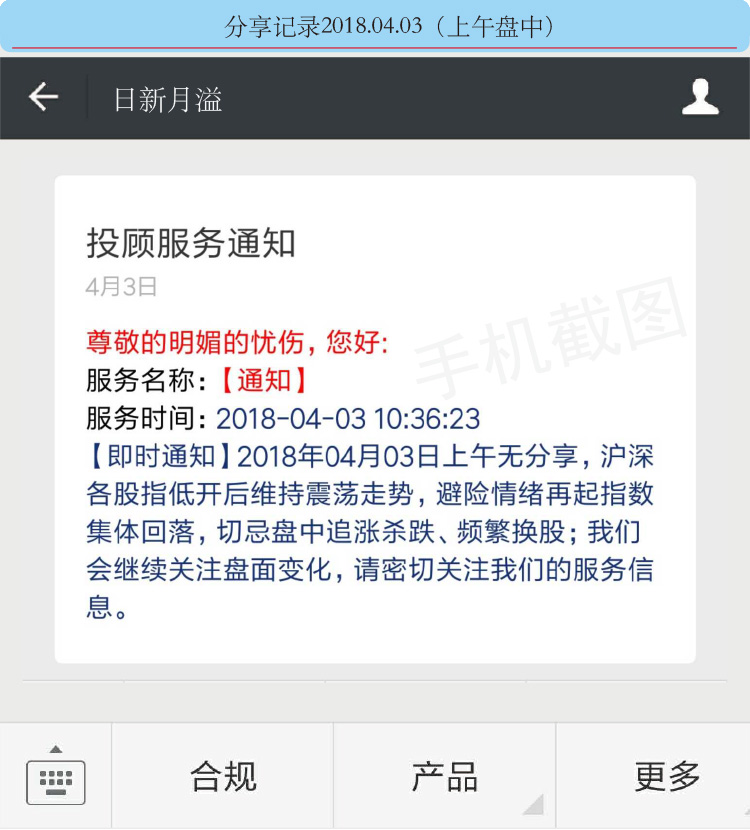 分享记录2018.04.03（上午盘中）
日新月溢
投顾服务通知
4月3日
尊敬的明媚的忧伤，您好:
服务名称：【通知】
服务时间：2018-04-03 10:36:23
【即时通知】2018年04月03日上午无分享，沪深
各股指低开后维持震荡走势，避险情绪再起指数
集体回落，切忌盘中追涨杀跌、频繁换股；我们
会继续关注盘面变化，请密切关注我们的服务信
息。
手机截图
合规
产品
更多